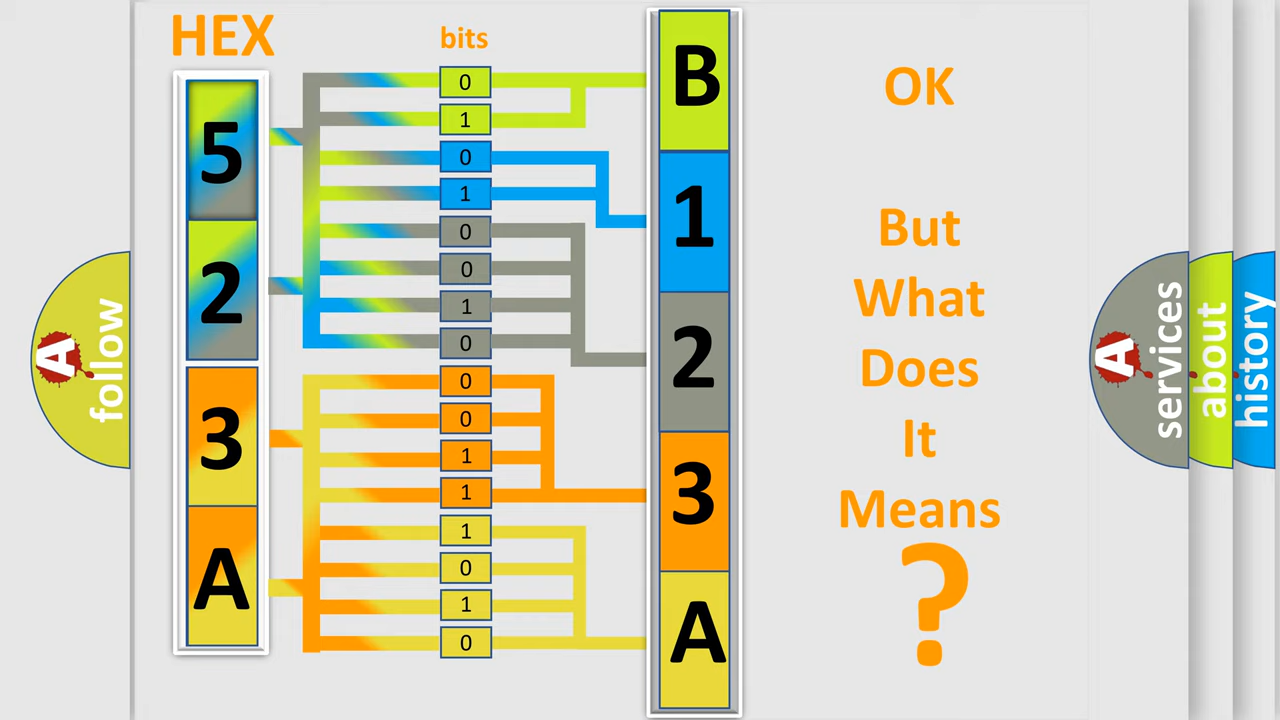 HEX
bits
5
2
3
A
0
1
0
1
0
0
1
0
0
0
1
1
1
0
1
0
B
1
2
3
A
OK
But
What
Does
It
Means
?
A
follow
A
services
about
history